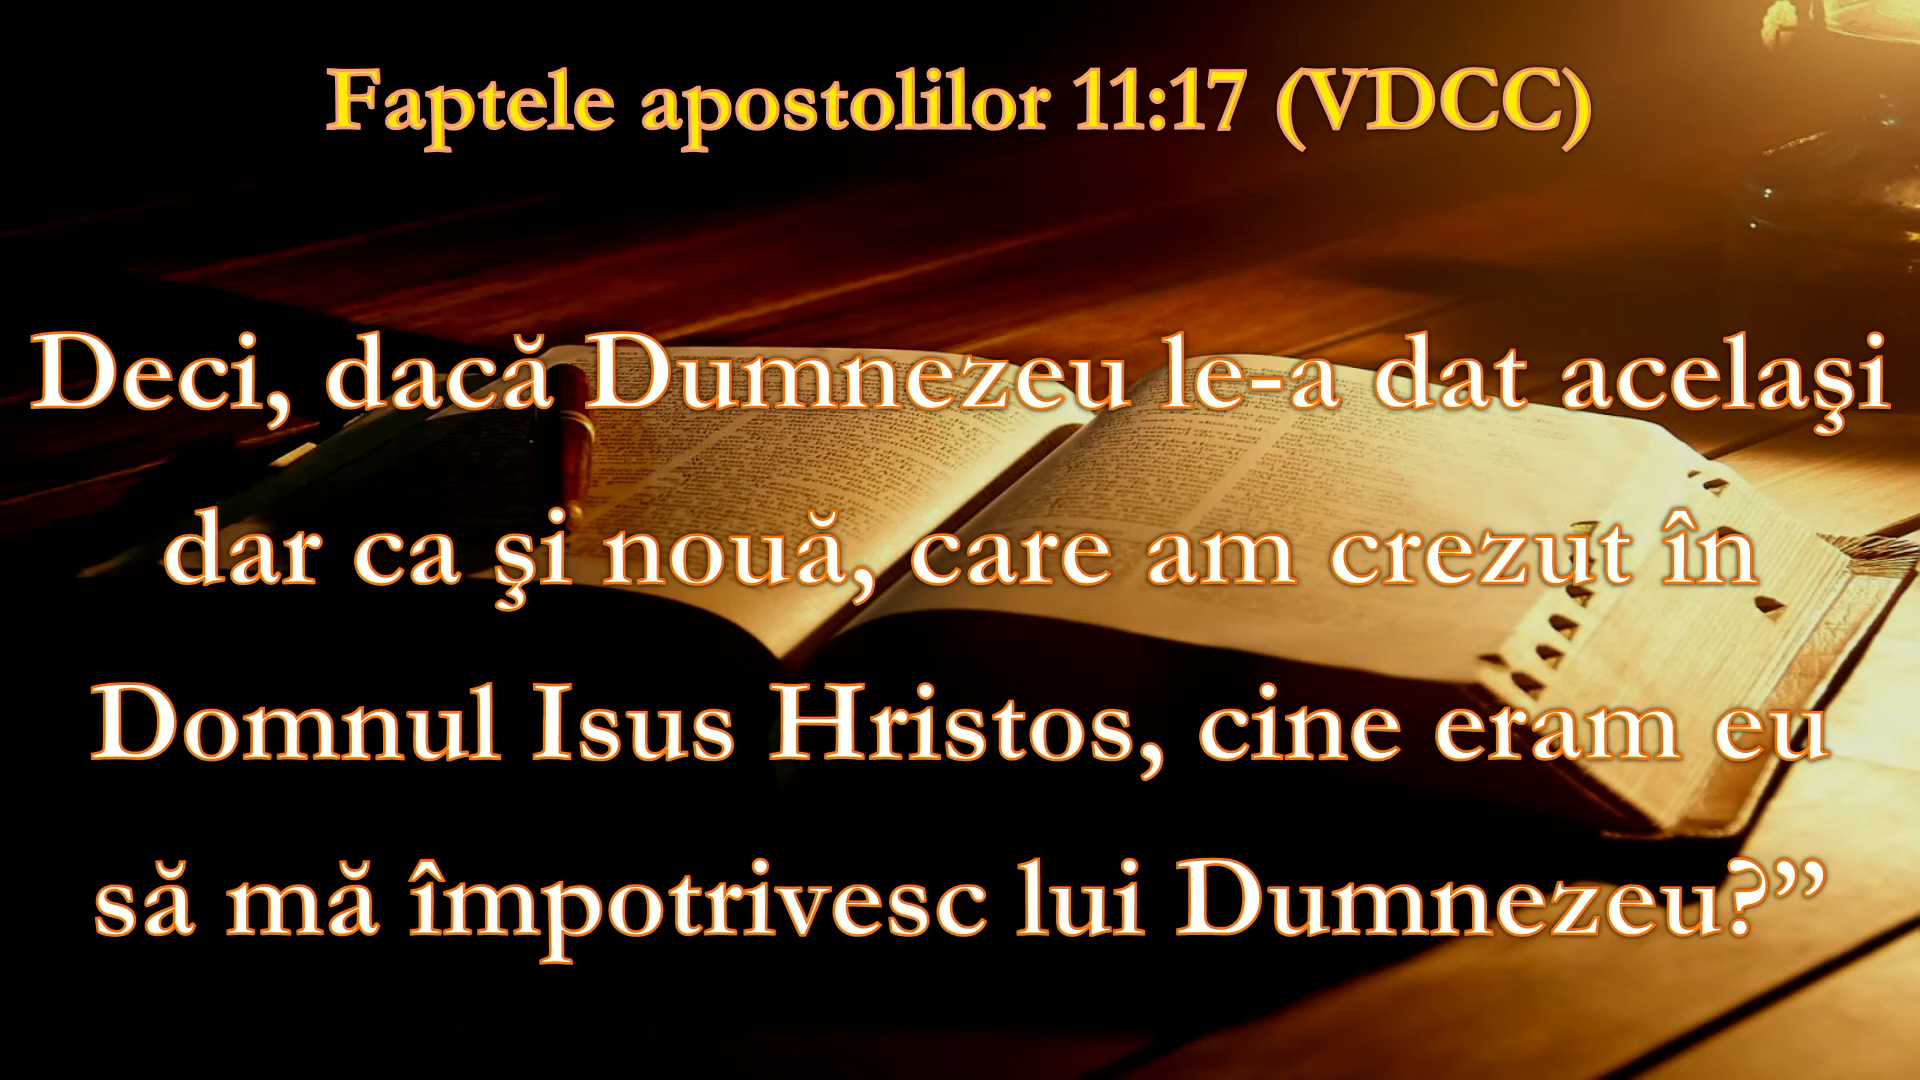 Faptele apostolilor 11:17 (VDCC)
Deci, dacă Dumnezeu le-a dat acelaşi
dar ca şi nouă, care am crezut în
Domnul Isus Hristos, cine eram eu
să mă împotrivesc lui Dumnezeu?”